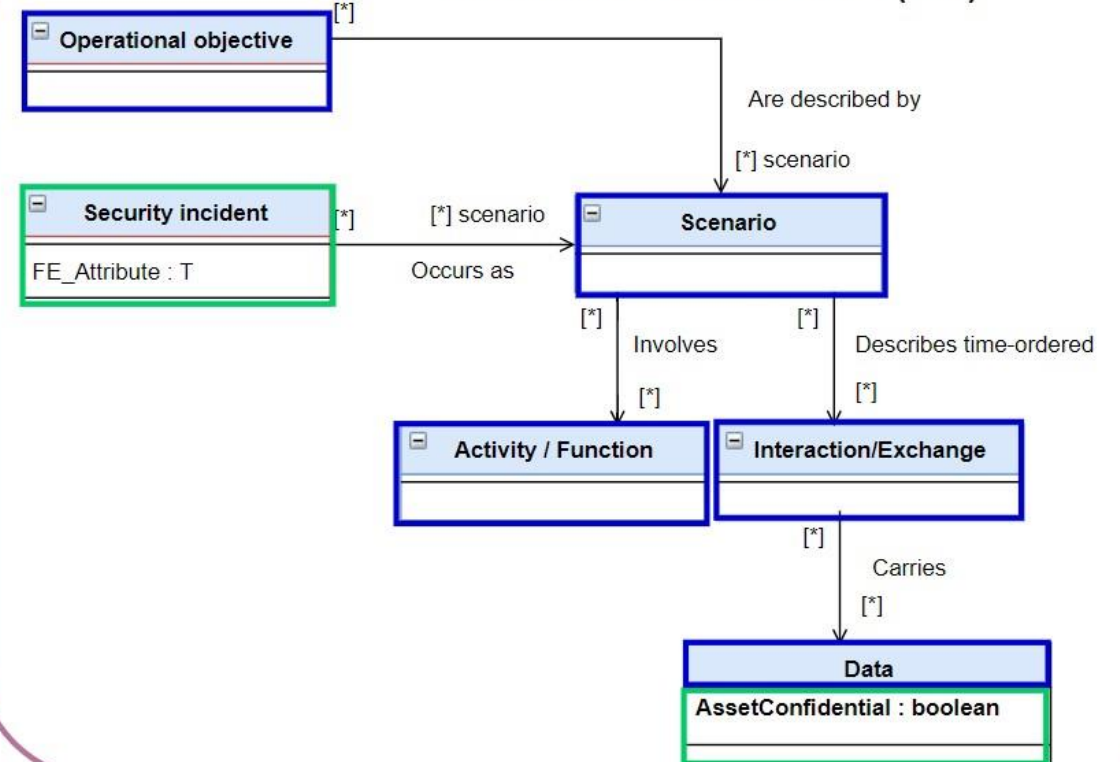 [*]
Operational objective
Are described by
[*] scenario
Security incident
[*]
[*] scenario
FE_Attribute : T
Occurs as
Scenario
[*]
[*]
Involves
Describes time-ordered
[*]
[*]
Activity / Function
Interaction/Exchange
[*]
Carries
[*]
Data
AssetConfidential : boolean